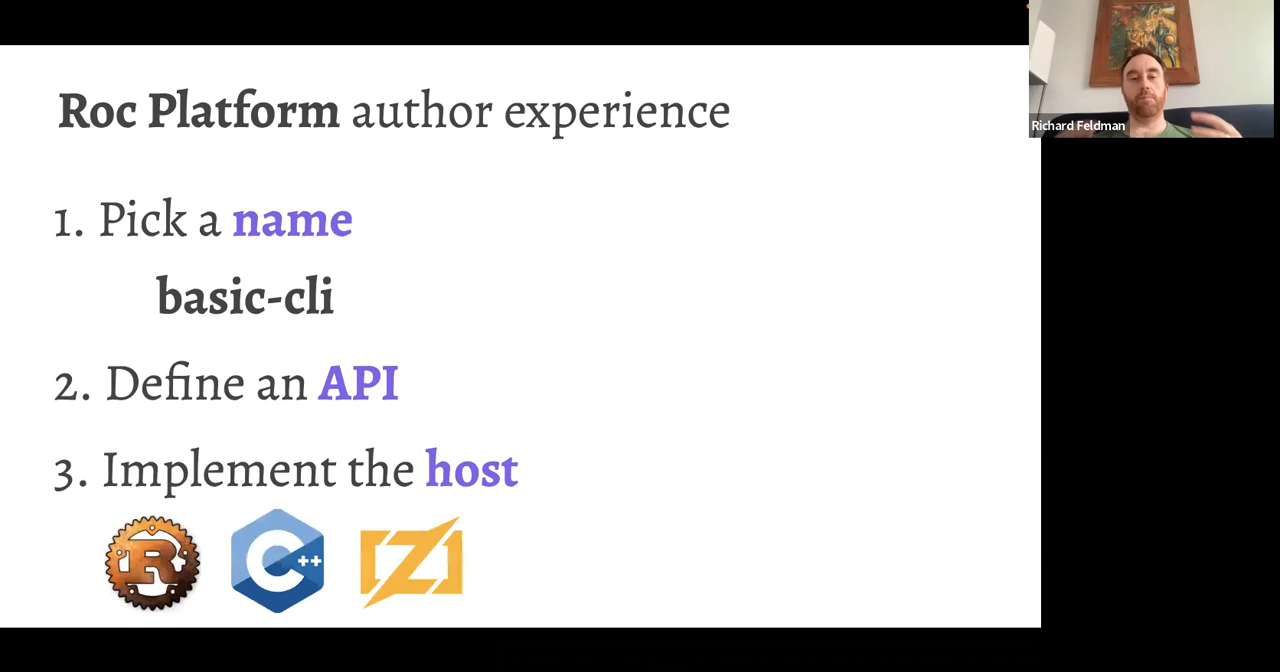 Roc Platform author experience
1. Pick a name
basic-cli
2. Define an API
3. Implement the host
R
C++
Z
Richard Feldman